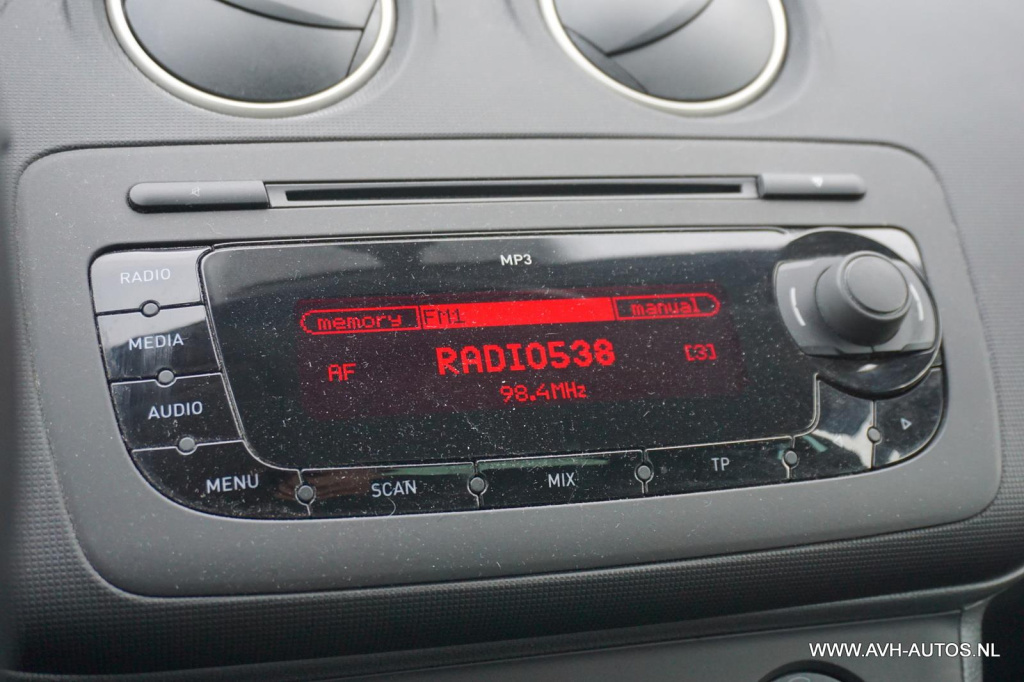 MP3
RADIO
MEDIA
AUDIO
MENU
memory FM1 manual
AF RADIO538 [3]
98.4MHz
SCAN MIX TP
WWW.AVH-AUTOS.NL